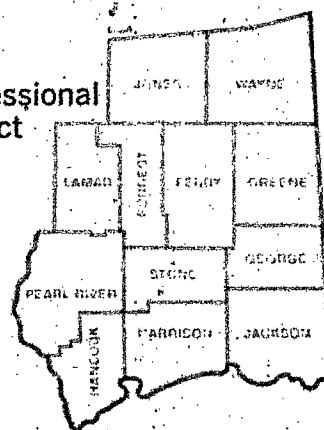 essional
ct
JONES
WAYNE
LAMAR
FORREST
PERRY
GREENE
GEORGE
STONE
PEARL RIVER
HANCOCK
HARRISON
JACKSON